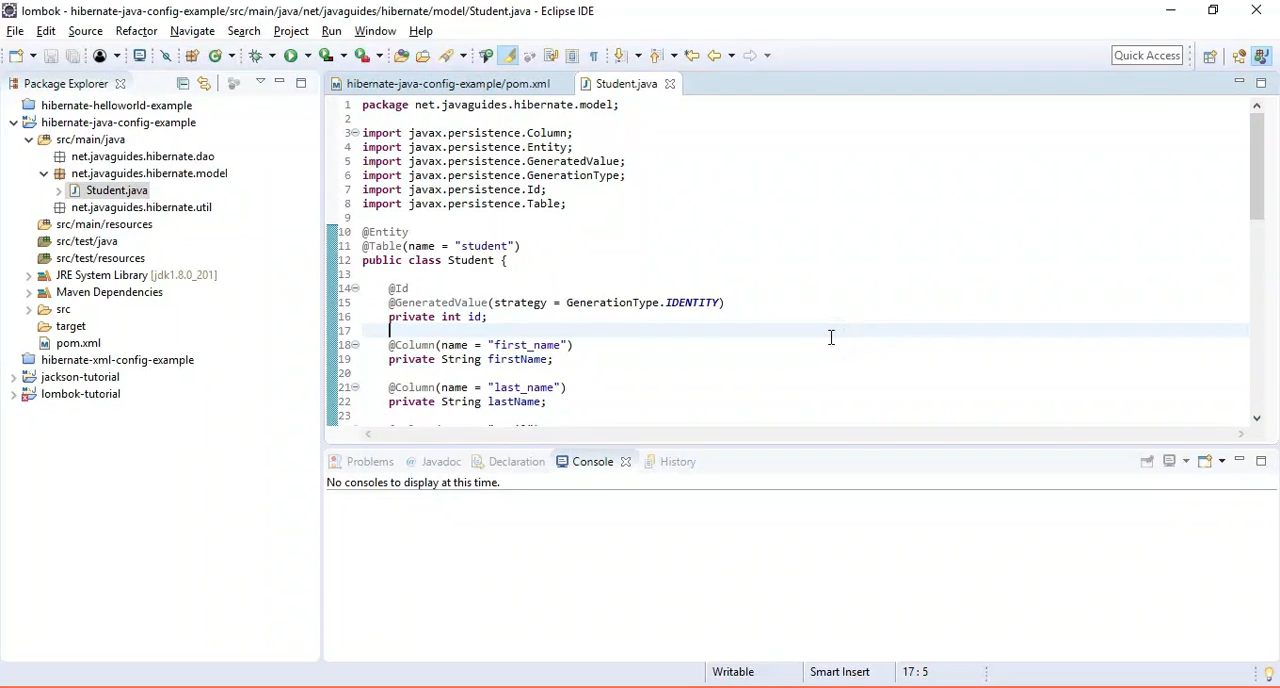 lombok - hibernate-java-config-example/src/main/java/net/javaguides/hibernate/model/Student.java - Eclipse IDE
File Edit Source Refactor Navigate Search Project Run Window Help
Quick Access
Package Explorer
hibernate-helloworld-example
hibernate-java-config-example
src/main/java
net.javaguides.hibernate.dao
net.javaguides.hibernate.model
Student.java
net.javaguides.hibernate.util
src/main/resources
src/test/java
src/test/resources
JRE System Library [jdk1.8.0_201]
Maven Dependencies
src
target
pom.xml
hibernate-xml-config-example
jackson-tutorial
lombok-tutorial
hibernate-java-config-example/pom.xml Student.java
1 package net.javaguides.hibernate.model;
2
3 import javax.persistence.Column;
4 import javax.persistence.Entity;
5 import javax.persistence.GeneratedValue;
6 import javax.persistence.GenerationType;
7 import javax.persistence.Id;
8 import javax.persistence.Table;
9
10 @Entity
11 @Table(name = "student")
12 public class Student {
13
14 @Id
15 @GeneratedValue(strategy = GenerationType.IDENTITY)
16 private int id;
17
18 @Column(name = "first_name")
19 private String firstName;
20
21 @Column(name = "last_name")
22 private String lastName;
23
Problems @ Javadoc Declaration Console History
No consoles to display at this time.
Writable Smart Insert 17 : 5